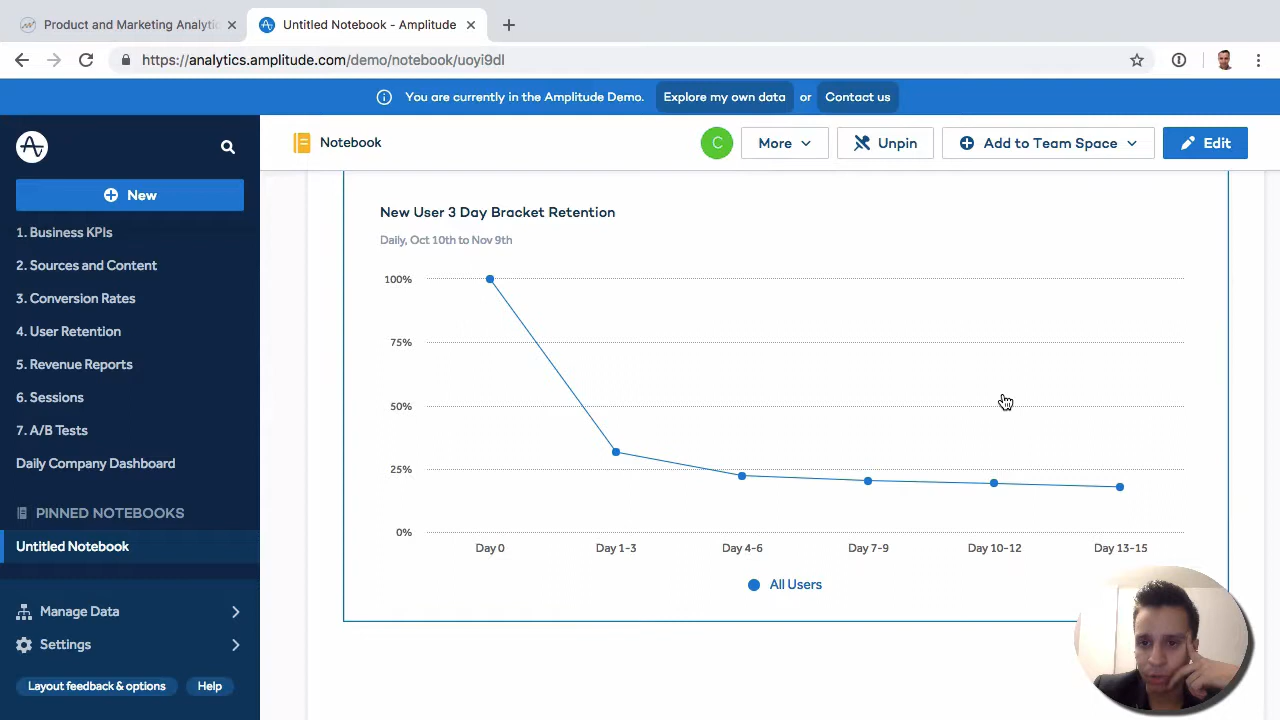 Product and Marketing Analytic
Untitled Notebook - Amplitude
https://analytics.amplitude.com/demo/notebook/uoyi9dl
You are currently in the Amplitude Demo. Explore my own data or Contact us
Notebook
C
More
Unpin
Add to Team Space
Edit
New
1. Business KPIs
2. Sources and Content
3. Conversion Rates
4. User Retention
5. Revenue Reports
6. Sessions
7. A/B Tests
Daily Company Dashboard
PINNED NOTEBOOKS
Untitled Notebook
Manage Data
Settings
Layout feedback & options
Help
New User 3 Day Bracket Retention
Daily, Oct 10th to Nov 9th
100%
75%
50%
25%
0%
Day 0 Day 1-3 Day 4-6 Day 7-9 Day 10-12 Day 13-15
All Users